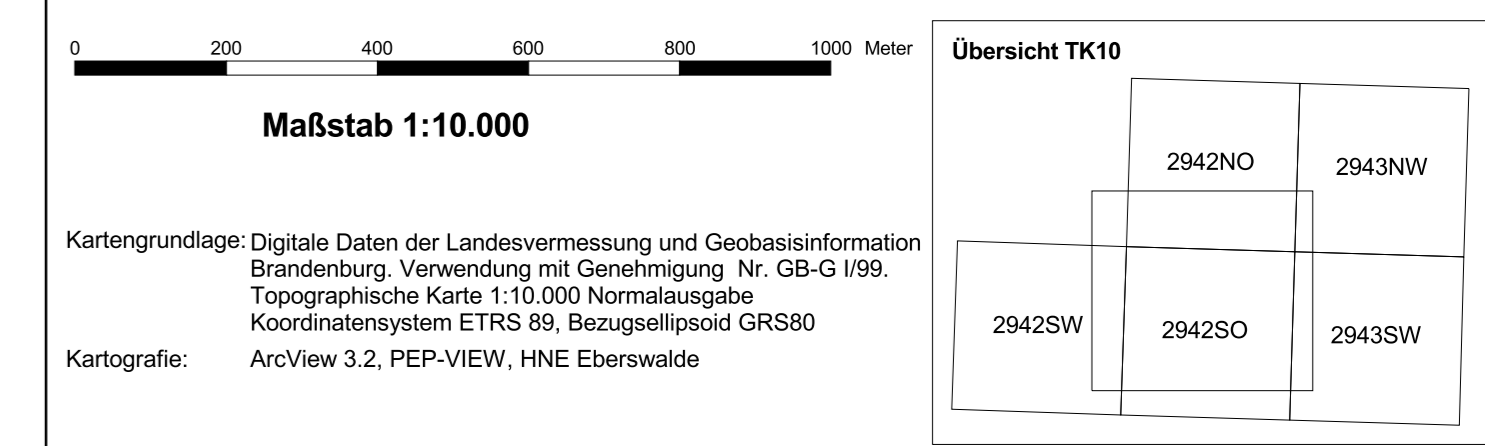 0 200 400 600 800 1000 Meter
Maßstab 1:10.000
Kartengrundlage: Digitale Daten der Landesvermessung und Geobasisinformation
Brandenburg. Verwendung mit Genehmigung Nr. GB-G I/99.
Topographische Karte 1:10.000 Normalausgabe
Koordinatensystem ETRS 89, Bezugsellipsoid GRS80
Kartografie: ArcView 3.2, PEP-VIEW, HNE Eberswalde
Übersicht TK10
2942NO 2943NW
2942SW 2942SO 2943SW